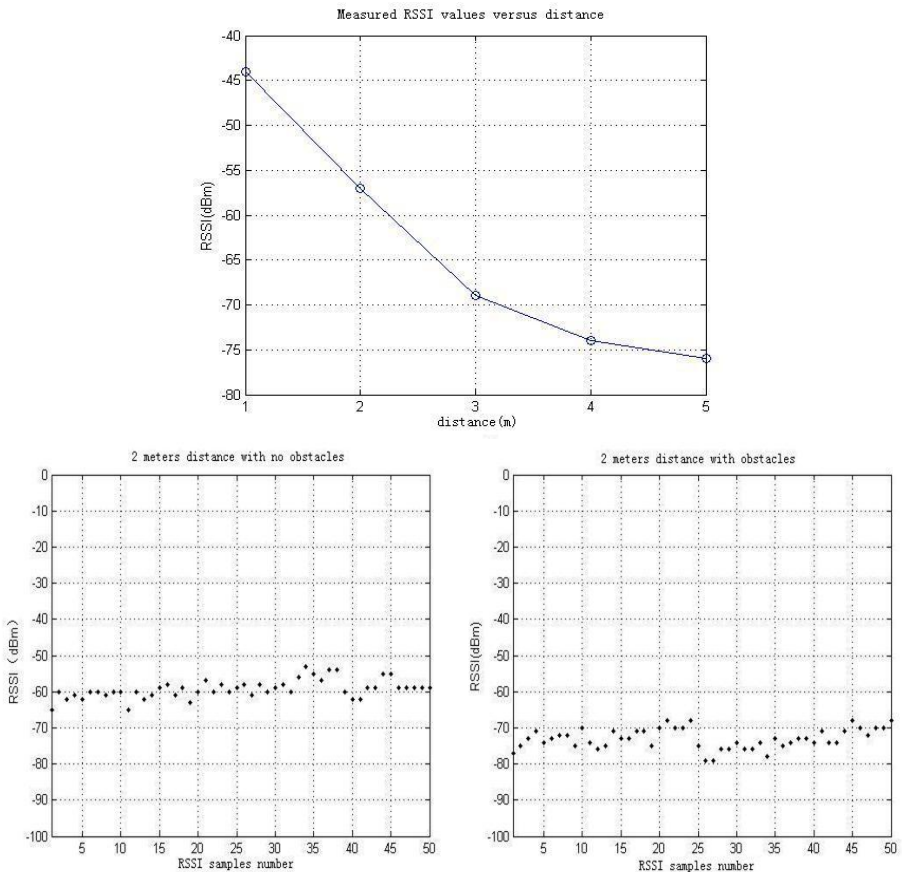 Measured RSSI values versus distance
-40
-45
-50
-55
-60
-65
-70
-75
-80
RSSI(dBm)
1 2 3 4 5
distance(m)
2 meters distance with no obstacles
0
-10
-20
-30
-40
-50
-60
-70
-80
-90
-100
RSSI (dBm)
5 10 15 20 25 30 35 40 45 50
RSSI samples number
2 meters distance with obstacles
0
-10
-20
-30
-40
-50
-60
-70
-80
-90
-100
RSSI(dBm)
5 10 15 20 25 30 35 40 45 50
RSSI samples number